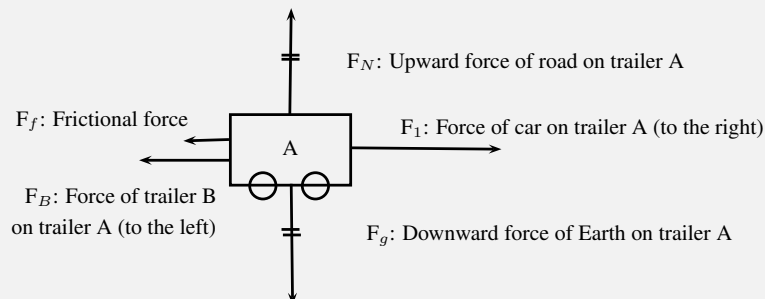 F_N: Upward force of road on trailer A
F_f: Frictional force
F_1: Force of car on trailer A (to the right)
A
F_B: Force of trailer B
on trailer A (to the left)
F_g: Downward force of Earth on trailer A